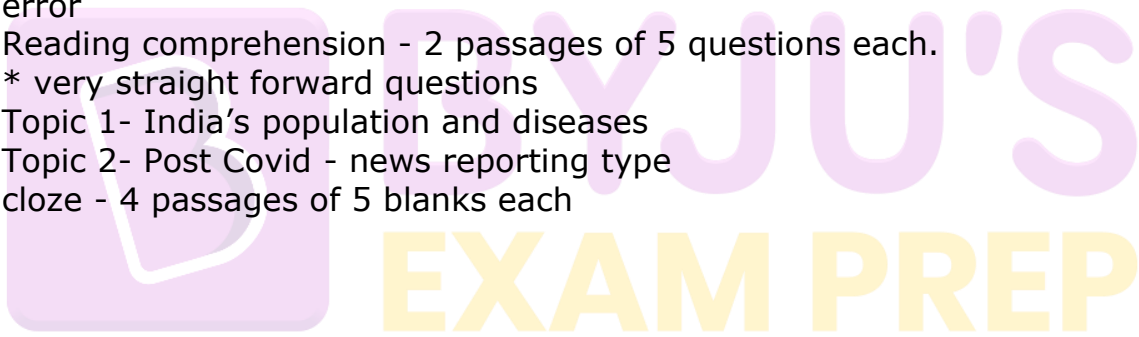 error
Reading comprehension - 2 passages of 5 questions each.
* very straight forward questions
Topic 1- India’s population and diseases
Topic 2- Post Covid - news reporting type
cloze - 4 passages of 5 blanks each
B BYJU'S
EXAM PREP